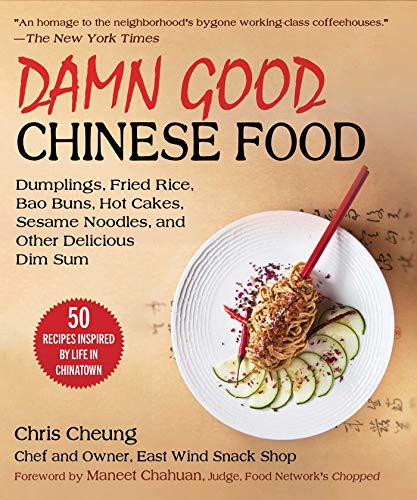 "An homage to the neighborhood's bygone working-class coffeehouses."
—The New York Times
DAMN GOOD
CHINESE FOOD
Dumplings, Fried Rice,
Bao Buns, Hot Cakes,
Sesame Noodles, and
Other Delicious
Dim Sum
50
RECIPES INSPIRED
BY LIFE IN
CHINATOWN
Chris Cheung
Chef and Owner, East Wind Snack Shop
Foreword by Maneet Chahuan, Judge, Food Network's Chopped